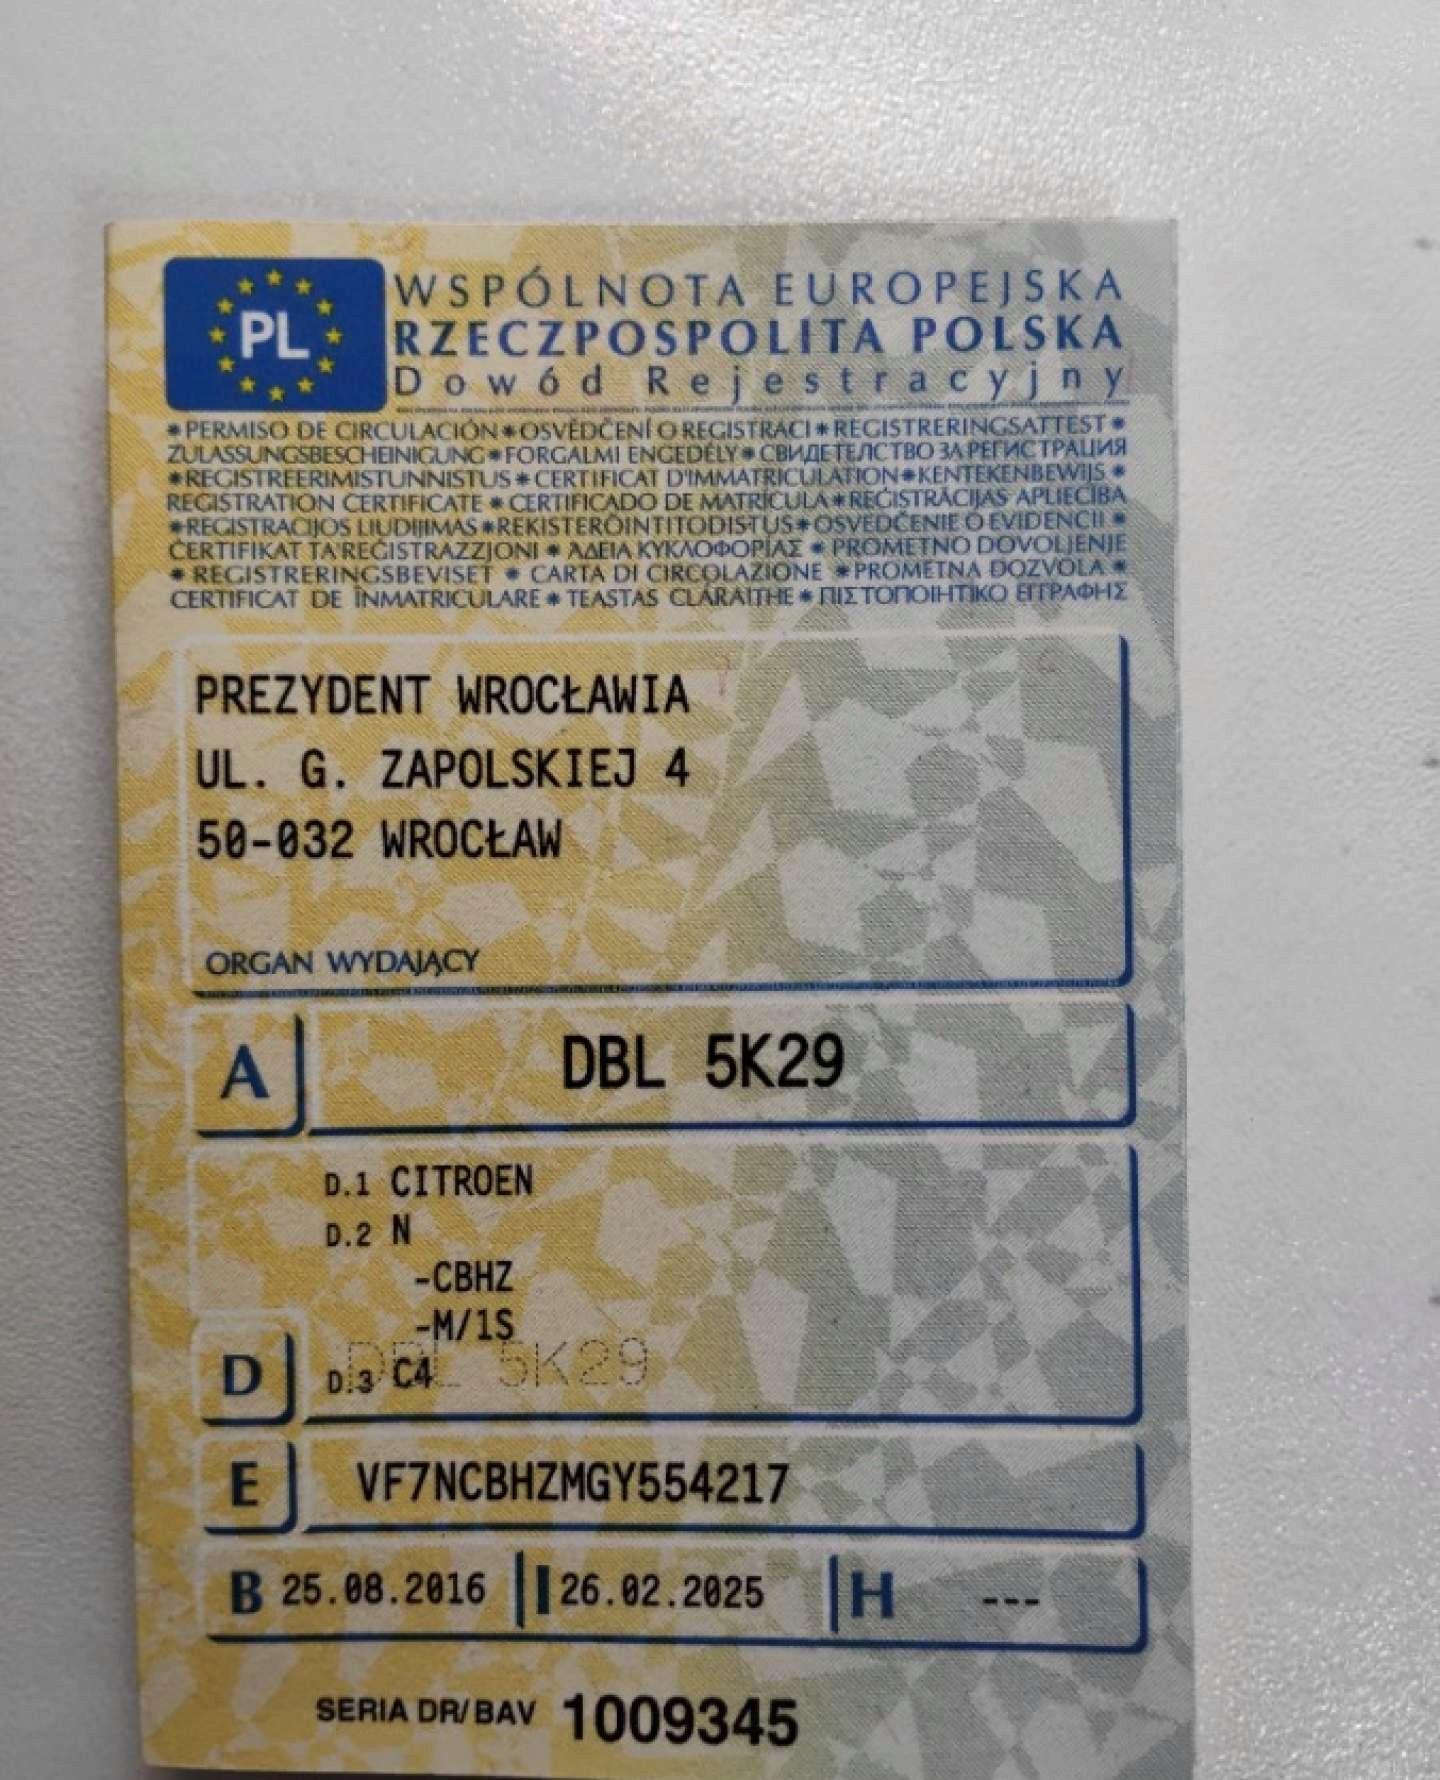 PL
WSPÓLNOTA EUROPEJSKA
RZECZPOSPOLITA POLSKA
Dowód Rejestracyjny
*PERMISO DE CIRCULACIÓN*OSVĚDČENÍ O REGISTRACI*REGISTRERINGSATTEST*
ZULASSUNGSBESCHEINIGUNG*FORGALMI ENGEDÉLY*СВИДЕТЕЛСТВО ЗА РЕГИСТРАЦИЯ
*REGISTREERIMISTUNNISTUS*CERTIFICAT D'IMMATRICULATION*KENTEKENBEWIJS*
REGISTRATION CERTIFICATE*CERTIFICADO DE MATRÍCULA*REĢISTRĀCIJAS APLIECĪBA
*REGISTRACIJOS LIUDIJIMAS*REKISTERÖINTITODISTUS*OSVEDČENIE O EVIDENCII*
ĊERTIFIKAT TA'REĠISTRAZZJONI*ΆΔΕΙΑ ΚΥΚΛΟΦΟΡΊΑΣ*PROMETNO DOVOLJENJE
*REGISTRERINGSBEVISET*CARTA DI CIRCOLAZIONE*PROMETNA DOZVOLA*
CERTIFICAT DE ÎNMATRICULARE*TEASTAS CLÁRAITHE*ΠΙΣΤΟΠΟΙΗΤΙΚΟ ΕΓΓΡΑΦΗΣ
PREZYDENT WROCŁAWIA
UL. G. ZAPOLSKIEJ 4
50-032 WROCŁAW
ORGAN WYDAJĄCY
A DBL 5K29
D.1 CITROEN
D.2 N
-CBHZ
-M/1S
DBL 5K29
D D.3 C4
E VF7NCBHZMGY554217
B 25.08.2016 I 26.02.2025 H ---
SERIA DR/BAV 1009345